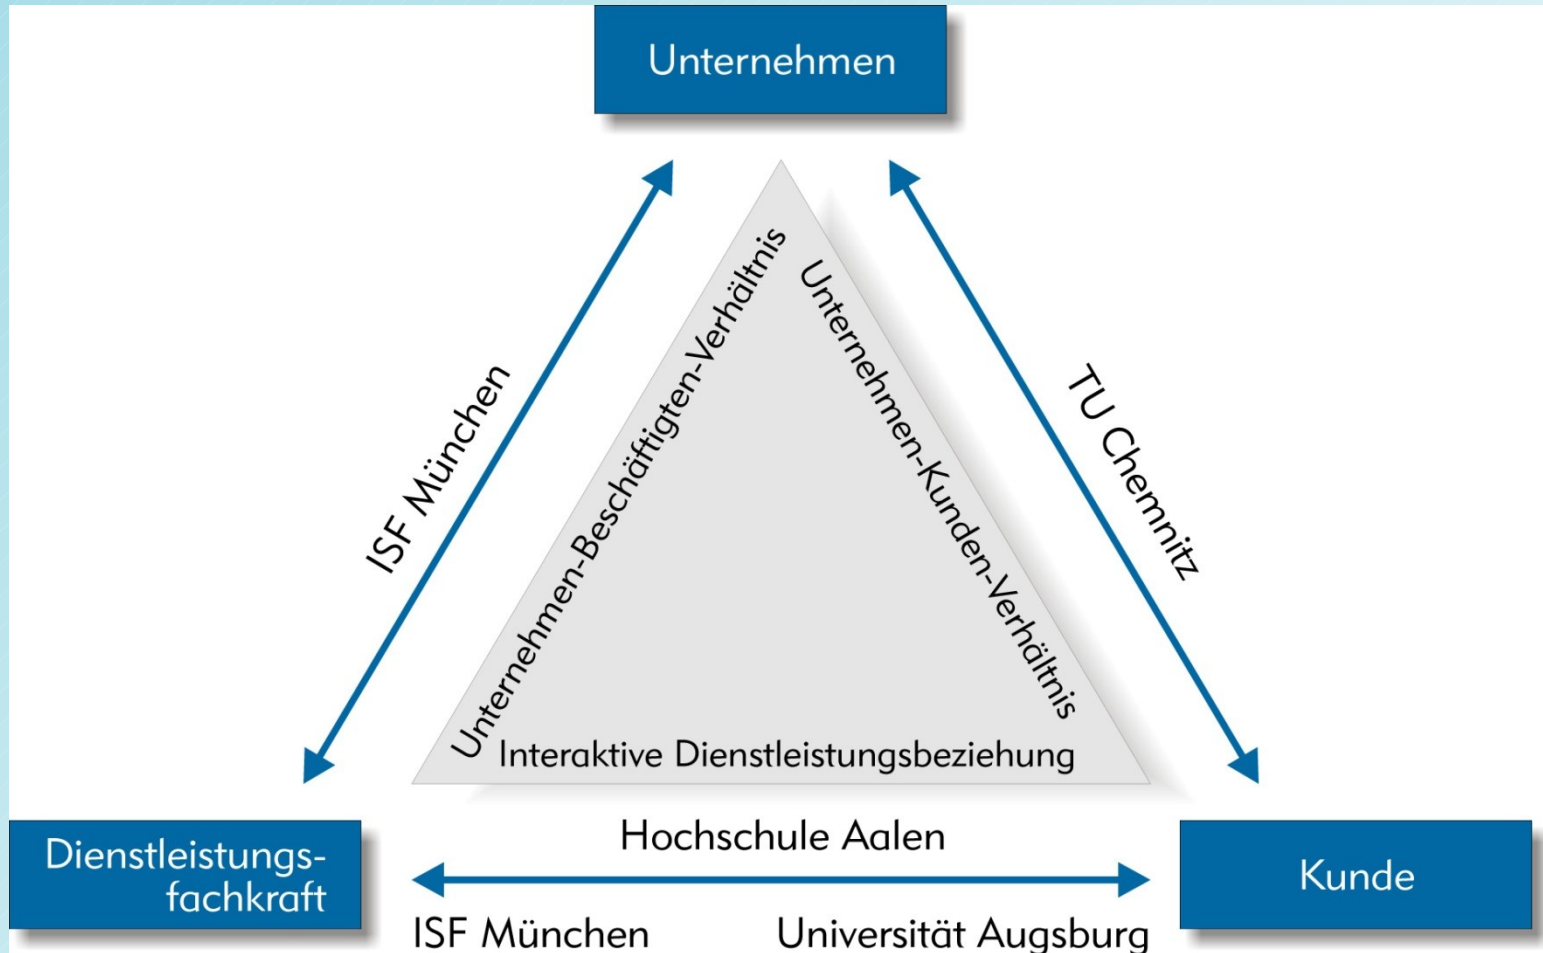 Unternehmen
ISF München
Unternehmen-Beschäftigten-Verhältnis
Unternehmen-Kunden-Verhältnis
TU Chemnitz
Interaktive Dienstleistungsbeziehung
Dienstleistungs-
fachkraft
Hochschule Aalen
Kunde
ISF München
Universität Augsburg